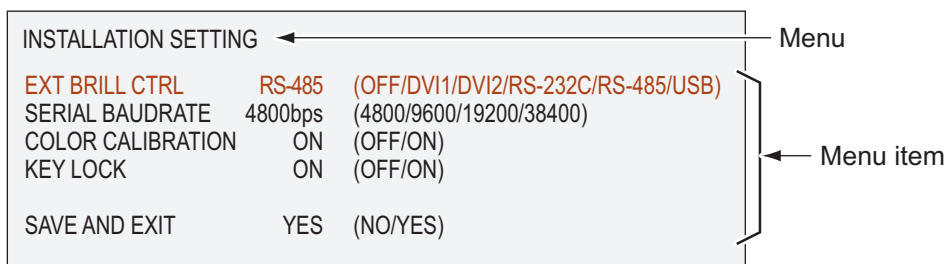 INSTALLATION SETTING
Menu
EXT BRILL CTRL RS-485 (OFF/DVI1/DVI2/RS-232C/RS-485/USB)
SERIAL BAUDRATE 4800bps (4800/9600/19200/38400)
COLOR CALIBRATION ON (OFF/ON)
KEY LOCK ON (OFF/ON)
Menu item
SAVE AND EXIT YES (NO/YES)